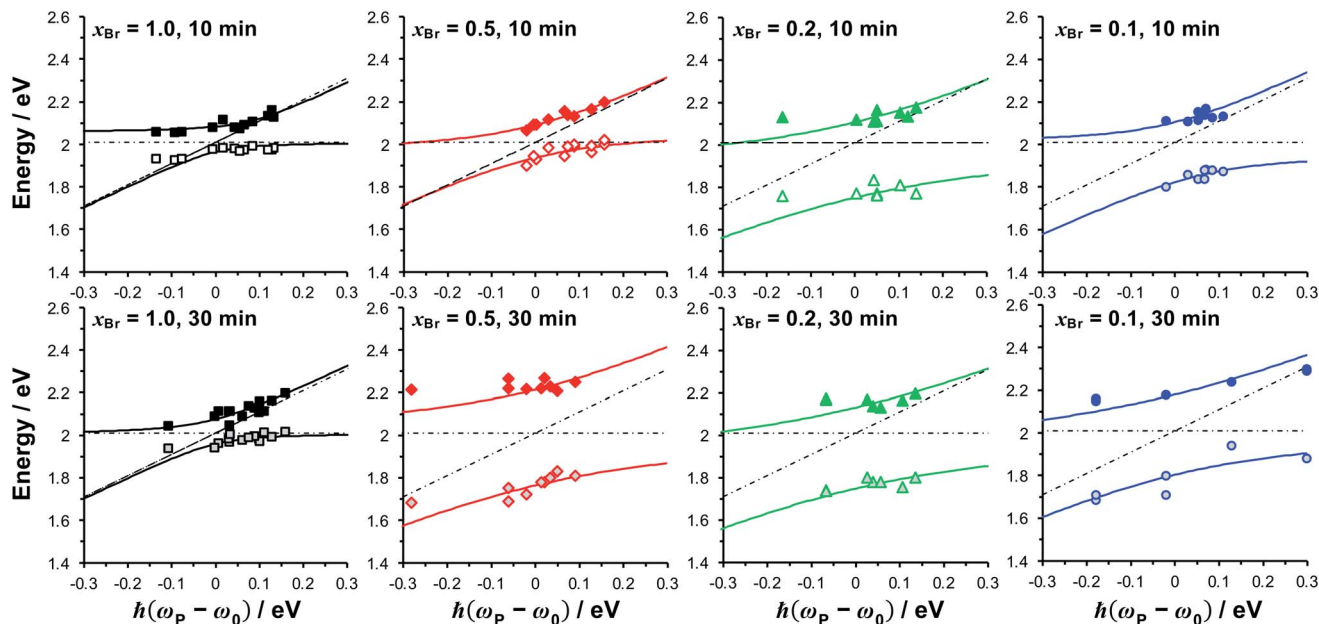 x_Br = 1.0, 10 min
x_Br = 0.5, 10 min
x_Br = 0.2, 10 min
x_Br = 0.1, 10 min
Energy / eV
2.6 2.4 2.2 2 1.8 1.6 1.4
2.6 2.4 2.2 2 1.8 1.6 1.4
2.6 2.4 2.2 2 1.8 1.6 1.4
2.6 2.4 2.2 2 1.8 1.6 1.4
-0.3 -0.2 -0.1 0 0.1 0.2 0.3
-0.3 -0.2 -0.1 0 0.1 0.2 0.3
-0.3 -0.2 -0.1 0 0.1 0.2 0.3
-0.3 -0.2 -0.1 0 0.1 0.2 0.3
x_Br = 1.0, 30 min
x_Br = 0.5, 30 min
x_Br = 0.2, 30 min
x_Br = 0.1, 30 min
Energy / eV
2.6 2.4 2.2 2 1.8 1.6 1.4
2.6 2.4 2.2 2 1.8 1.6 1.4
2.6 2.4 2.2 2 1.8 1.6 1.4
2.6 2.4 2.2 2 1.8 1.6 1.4
-0.3 -0.2 -0.1 0 0.1 0.2 0.3
-0.3 -0.2 -0.1 0 0.1 0.2 0.3
-0.3 -0.2 -0.1 0 0.1 0.2 0.3
-0.3 -0.2 -0.1 0 0.1 0.2 0.3
ħ(ω_P − ω_0) / eV
ħ(ω_P − ω_0) / eV
ħ(ω_P − ω_0) / eV
ħ(ω_P − ω_0) / eV